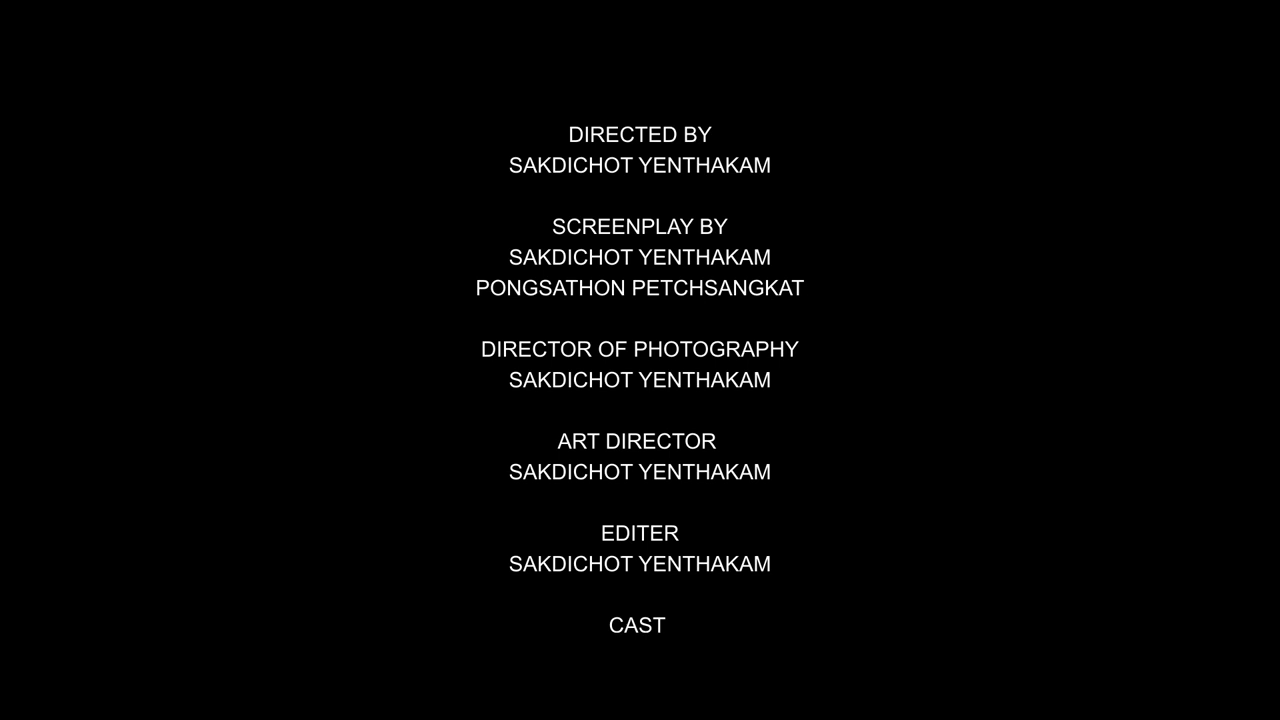 DIRECTED BY
SAKDICHOT YENTHAKAM
SCREENPLAY BY
SAKDICHOT YENTHAKAM
PONGSATHON PETCHSANGKAT
DIRECTOR OF PHOTOGRAPHY
SAKDICHOT YENTHAKAM
ART DIRECTOR
SAKDICHOT YENTHAKAM
EDITER
SAKDICHOT YENTHAKAM
CAST